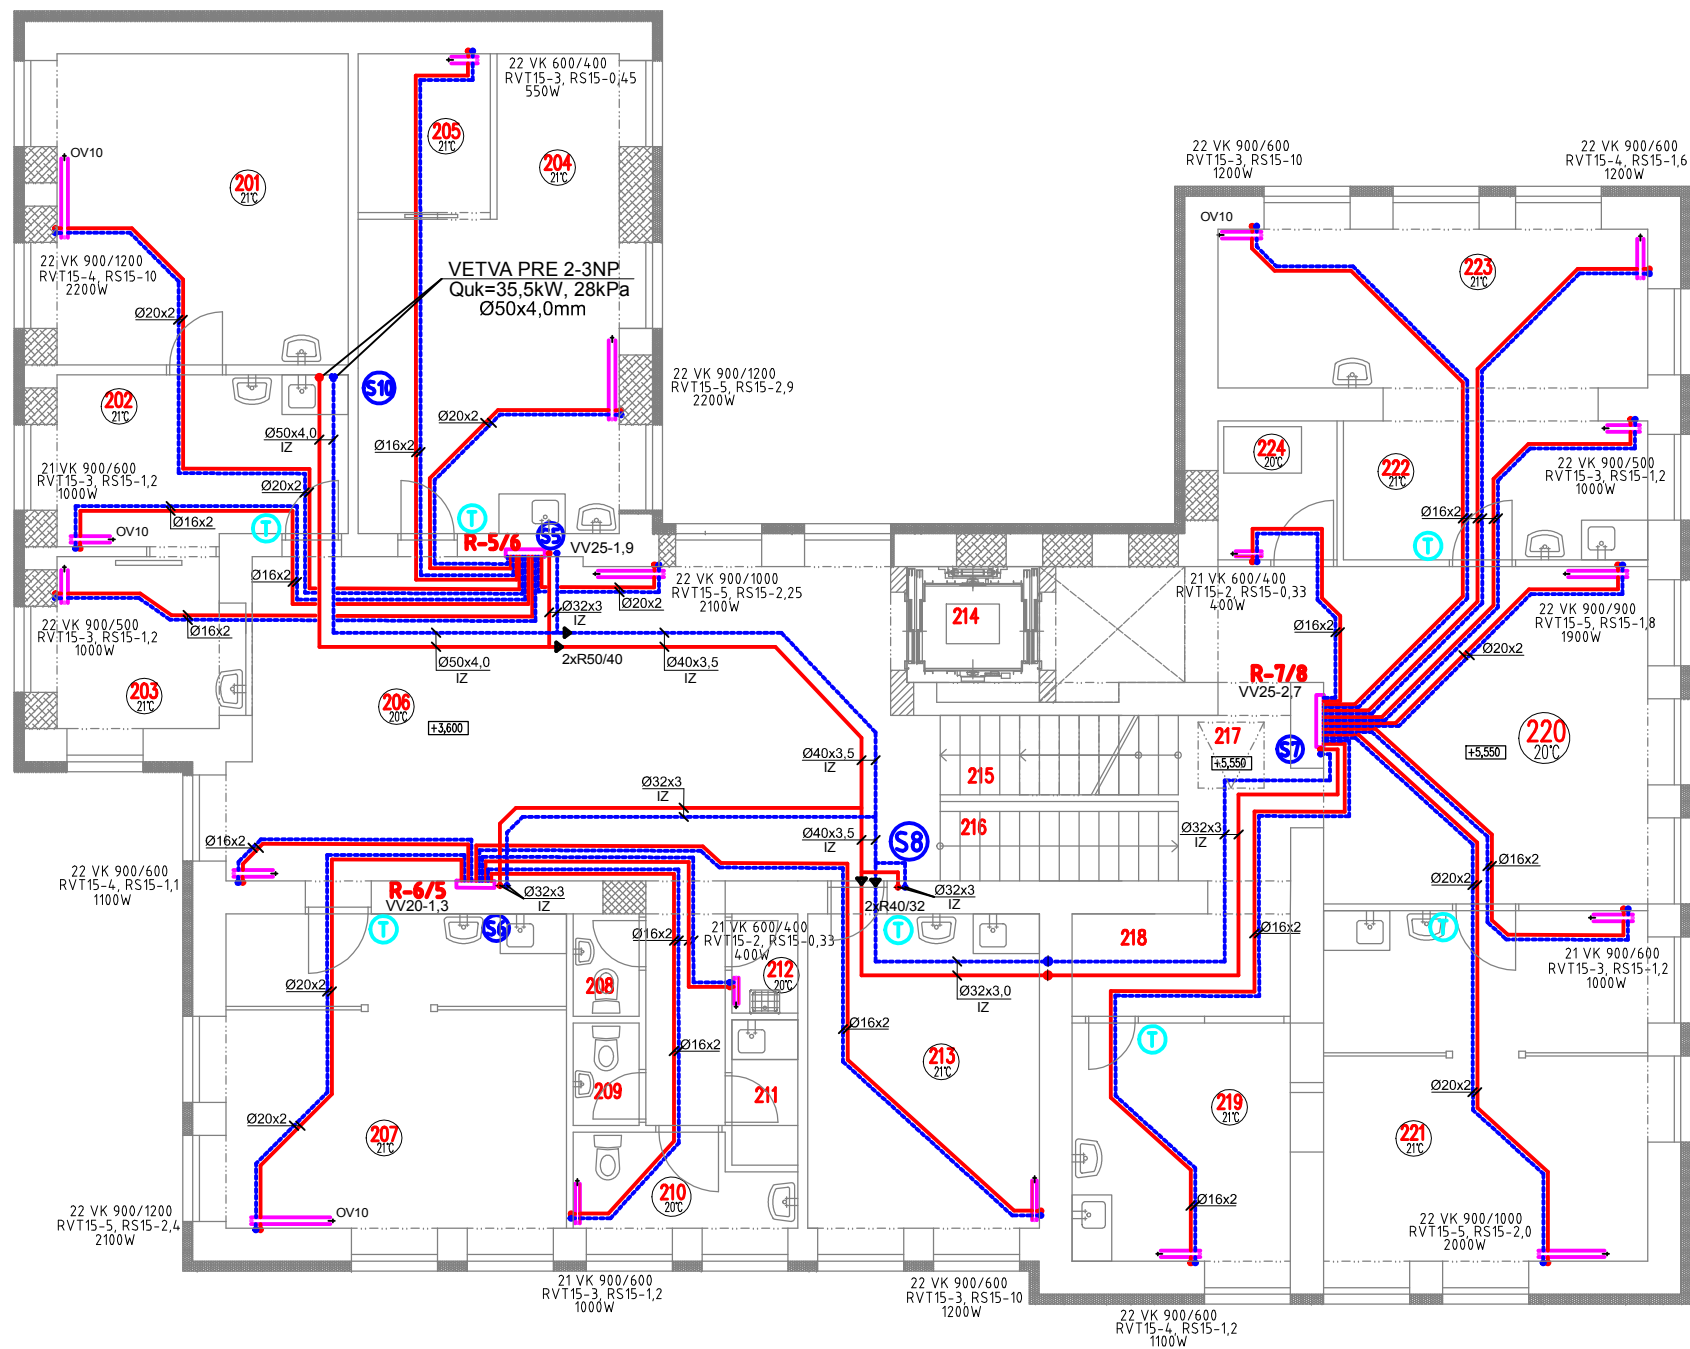 22 VK 600/400
RVT15-3, RS15-0,45
550W
205
21°C
204
21°C
OV10
201
21°C
22 VK 900/600
RVT15-3, RS15-10
1200W
22 VK 900/600
RVT15-4, RS15-1,6
1200W
OV10
22 VK 900/1200
RVT15-4, RS15-10
2200W
VETVA PRE 2-3NP
Quk=35,5kW, 28kPa
Ø50x4,0mm
223
21°C
Ø20x2
22 VK 900/1200
RVT15-5, RS15-2,9
2200W
S10
202
21°C
Ø20x2
Ø50x4,0
IZ
Ø16x2
224
20°C
222
21°C
22 VK 900/500
RVT15-3, RS15-1,2
1000W
21 VK 900/600
RVT15-3, RS15-1,2
1000W
Ø20x2
Ø16x2
OV10
T
T
S5
R-5/6
VV25-1,9
Ø16x2
T
Ø16x2
22 VK 900/1000
RVT15-5, RS15-2,25
2100W
Ø20x2
Ø32x3
IZ
21 VK 600/400
RVT15-2, RS15-0,33
400W
22 VK 900/900
RVT15-5, RS15-1,8
1900W
214
22 VK 900/500
RVT15-3, RS15-1,2
1000W
Ø16x2
Ø16x2
Ø20x2
Ø50x4,0
IZ
2xR50/40
Ø40x3,5
IZ
203
21°C
206
20°C
+3,600
R-7/8
VV25-2,7
217
+5,550
S7
220
20°C
+5,550
Ø40x3,5
IZ
215
Ø32x3
IZ
216
Ø40x3,5
IZ
S8
Ø32x3
IZ
Ø16x2
22 VK 900/600
RVT15-4, RS15-1,1
1100W
Ø16x2
R-6/5
VV20-1,3
Ø32x3
IZ
Ø32x3
IZ
2xR40/32
Ø20x2
T
S6
21 VK 600/400
RVT15-2, RS15-0,33
400W
Ø16x2
T
218
Ø16x2
T
21 VK 900/600
RVT15-3, RS15-1,2
1000W
Ø20x2
208
212
20°C
Ø32x3,0
IZ
Ø16x2
Ø16x2
T
213
21°C
209
211
Ø20x2
Ø20x2
207
21°C
219
21°C
221
21°C
210
20°C
Ø16x2
OV10
22 VK 900/1200
RVT15-5, RS15-2,4
2100W
22 VK 900/1000
RVT15-5, RS15-2,0
2000W
21 VK 900/600
RVT15-3, RS15-1,2
1000W
22 VK 900/600
RVT15-3, RS15-10
1200W
22 VK 900/600
RVT15-4, RS15-1,2
1100W